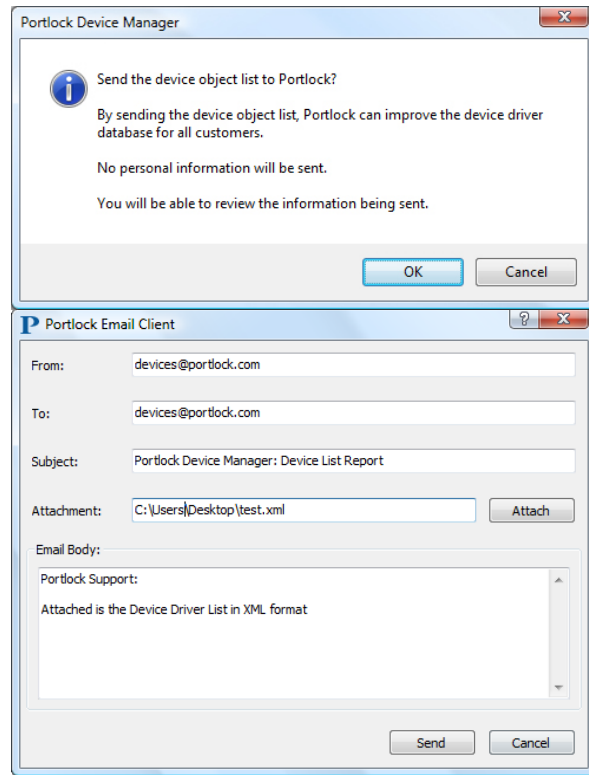 Portlock Device Manager
Send the device object list to Portlock?
By sending the device object list, Portlock can improve the device driver
database for all customers.
No personal information will be sent.
You will be able to review the information being sent.
OK Cancel
P Portlock Email Client
From: devices@portlock.com
To: devices@portlock.com
Subject: Portlock Device Manager: Device List Report
Attachment: C:\Users\Desktop\test.xml Attach
Email Body:
Portlock Support:
Attached is the Device Driver List in XML format
Send Cancel